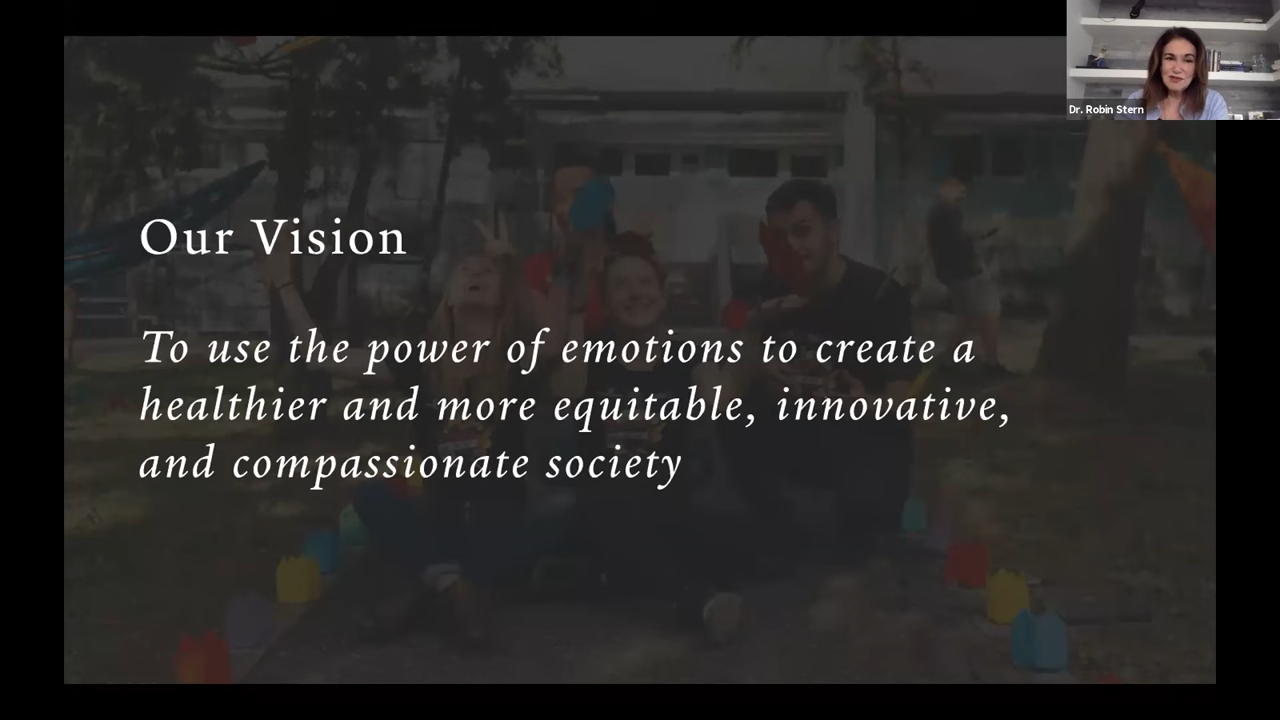 Dr. Robin Stern
Our Vision
To use the power of emotions to create a
healthier and more equitable, innovative,
and compassionate society